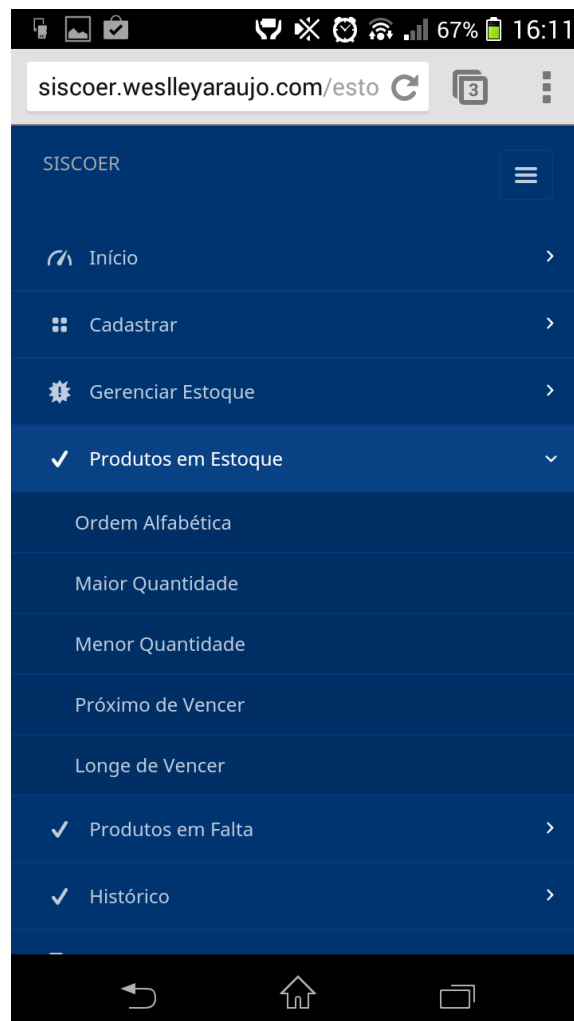 67% 16:11
siscoer.weslleyaraujo.com/esto 3
SISCOER
Início
Cadastrar
Gerenciar Estoque
Produtos em Estoque
Ordem Alfabética
Maior Quantidade
Menor Quantidade
Próximo de Vencer
Longe de Vencer
Produtos em Falta
Histórico